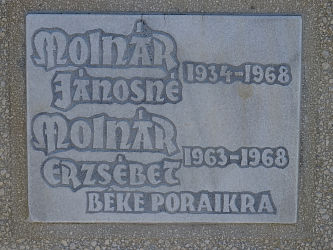 MOLNÁR
JÁNOSNÉ 1934-1968
MOLNÁR
ERZSÉBET 1963-1968
BÉKE PORAIKRA